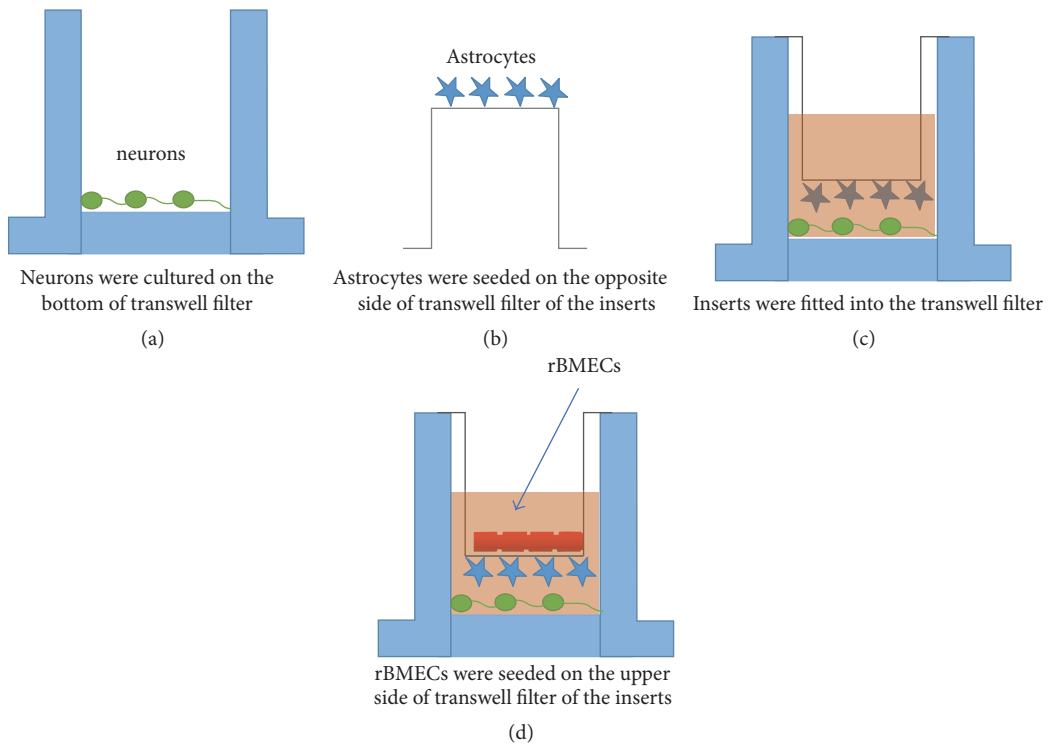 neurons
Neurons were cultured on the
bottom of transwell filter
(a)
Astrocytes
Astrocytes were seeded on the opposite
side of transwell filter of the inserts
(b)
Inserts were fitted into the transwell filter
(c)
rBMECs
rBMECs were seeded on the upper
side of transwell filter of the inserts
(d)